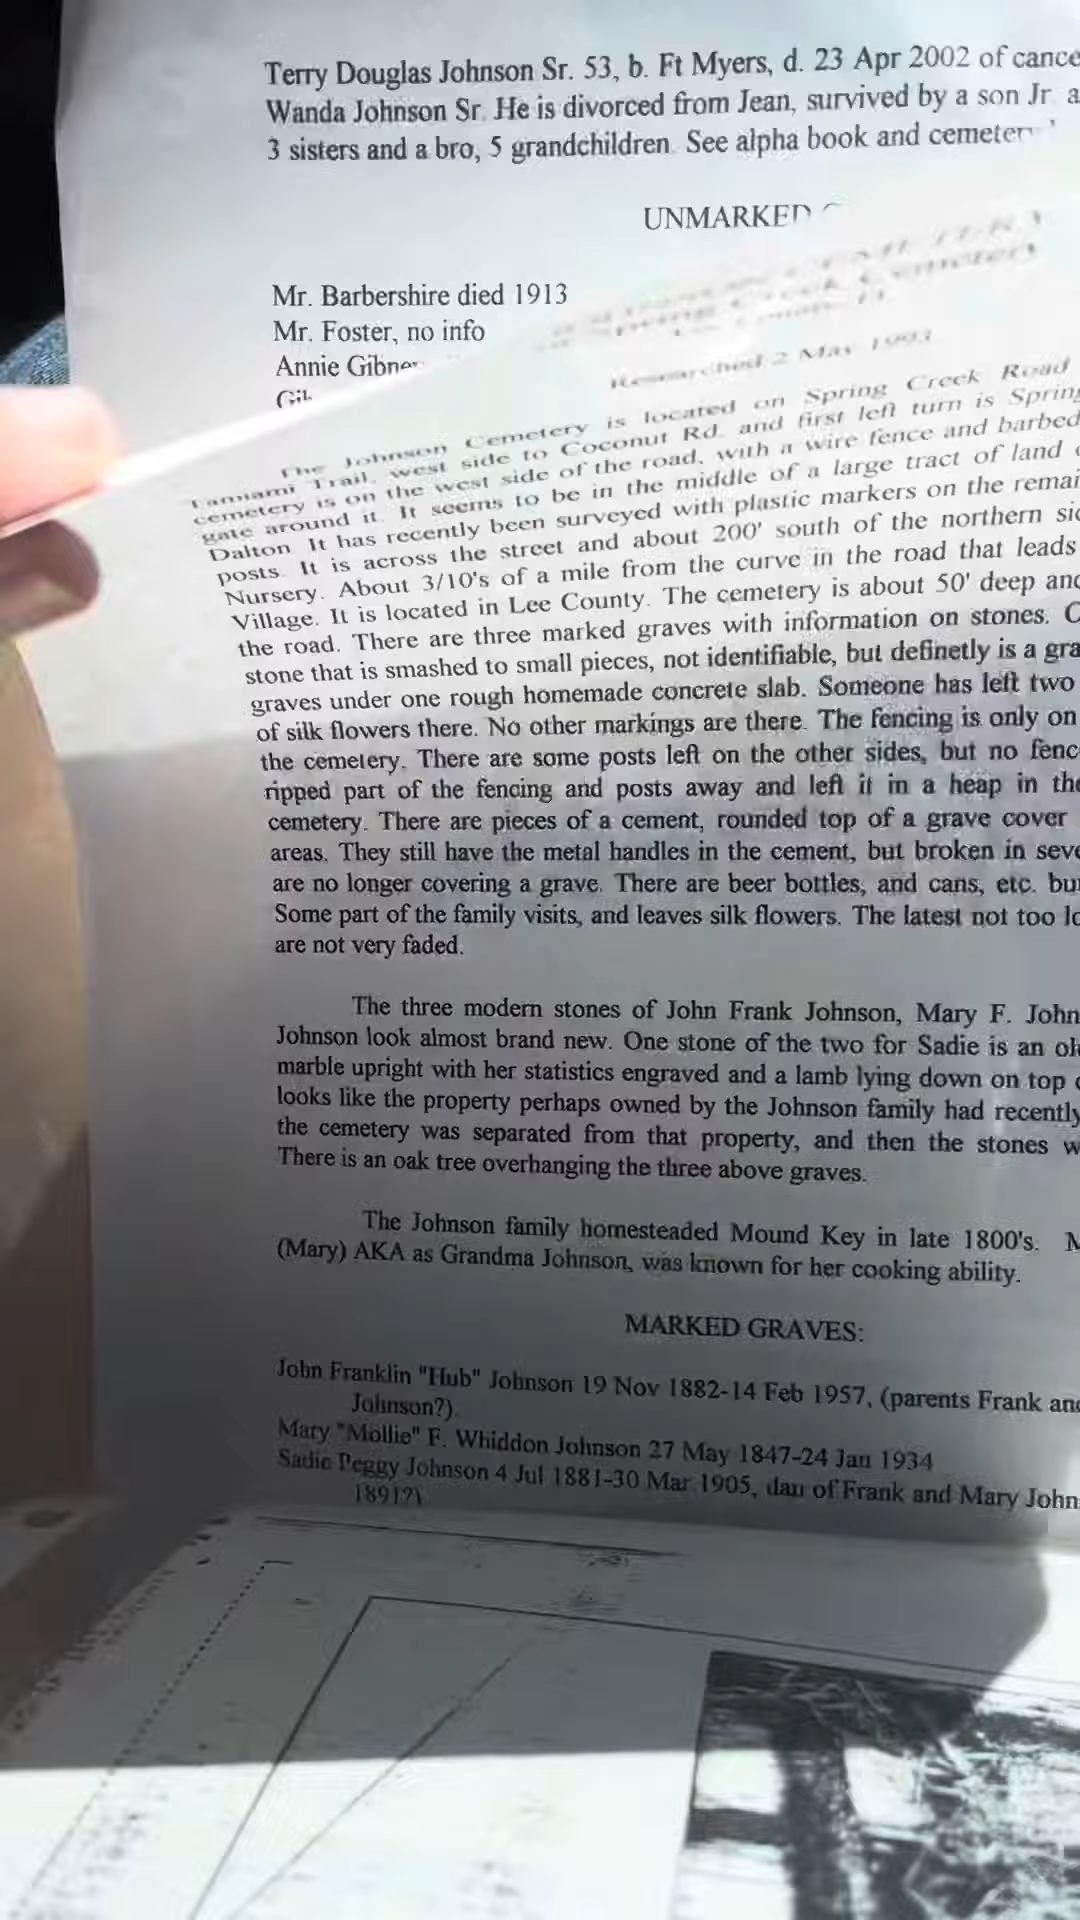 Terry Douglas Johnson Sr. 53, b. Ft Myers, d. 23 Apr 2002 of cance
Wanda Johnson Sr. He is divorced from Jean, survived by a son Jr. a
3 sisters and a bro, 5 grandchildren. See alpha book and cemeter
UNMARKED
Mr. Barbershire died 1913
Mr. Foster, no info
Annie Gibne
Spring Creek Cemetery
Researched 2 May
The Johnson Cemetery is located on Spring Creek Road
Tamiami Trail, west side to Coconut Rd. and first left turn is Spring
cemetery is on the west side of the road, with a wire fence and barbed
gate around it. It seems to be in the middle of a large tract of land
Dalton. It has recently been surveyed with plastic markers on the remai
posts. It is across the street and about 200' south of the northern sid
Nursery. About 3/10's of a mile from the curve in the road that leads
Village. It is located in Lee County. The cemetery is about 50' deep and
the road. There are three marked graves with information on stones. O
stone that is smashed to small pieces, not identifiable, but definetly is a gra
graves under one rough homemade concrete slab. Someone has left two
of silk flowers there. No other markings are there. The fencing is only on
the cemetery. There are some posts left on the other sides, but no fenc
ripped part of the fencing and posts away and left it in a heap in the
cemetery. There are pieces of a cement, rounded top of a grave cover
areas. They still have the metal handles in the cement, but broken in seve
are no longer covering a grave. There are beer bottles, and cans, etc. bur
Some part of the family visits, and leaves silk flowers. The latest not too lo
are not very faded.
The three modern stones of John Frank Johnson, Mary F. John
Johnson look almost brand new. One stone of the two for Sadie is an ol
marble upright with her statistics engraved and a lamb lying down on top
looks like the property perhaps owned by the Johnson family had recently
the cemetery was separated from that property, and then the stones w
There is an oak tree overhanging the three above graves.
The Johnson family homesteaded Mound Key in late 1800's. M
(Mary) AKA as Grandma Johnson, was known for her cooking ability.
MARKED GRAVES:
John Franklin "Hub" Johnson 19 Nov 1882-14 Feb 1957, (parents Frank and
Johnson?).
Mary "Mollie" F. Whiddon Johnson 27 May 1847-24 Jan 1934
Sadie Peggy Johnson 4 Jul 1881-30 Mar 1905, dau of Frank and Mary John
1891?)